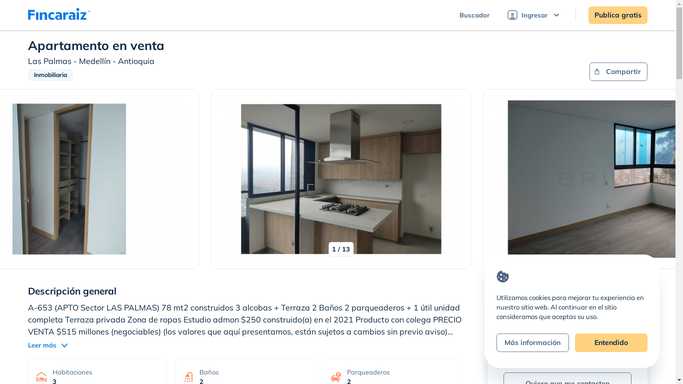 Fincaraiz
Buscador
Ingresar
Publica gratis
Apartamento en venta
Las Palmas - Medellín - Antioquia
Inmobiliaria
Compartir
1 / 13
Descripción general
A-653 (APTO Sector LAS PALMAS) 78 mt2 construidos 3 alcobas + Terraza 2 Baños 2 parqueaderos + 1 útil unidad
completa Terraza privada Zona de ropas Estudio admon $250 construido(a) en el 2021 Producto con colega PRECIO
VENTA $515 millones (negociables) (los valores que aquí presentamos, están sujetos a cambios sin previo aviso)...
Leer más
Habitaciones
3
Baños
2
Parqueaderos
2
Utilizamos cookies para mejorar tu experiencia en
nuestro sitio web. Al continuar en el sitio
consideramos que aceptas su uso.
Más información
Entendido
Quiero que me contacten